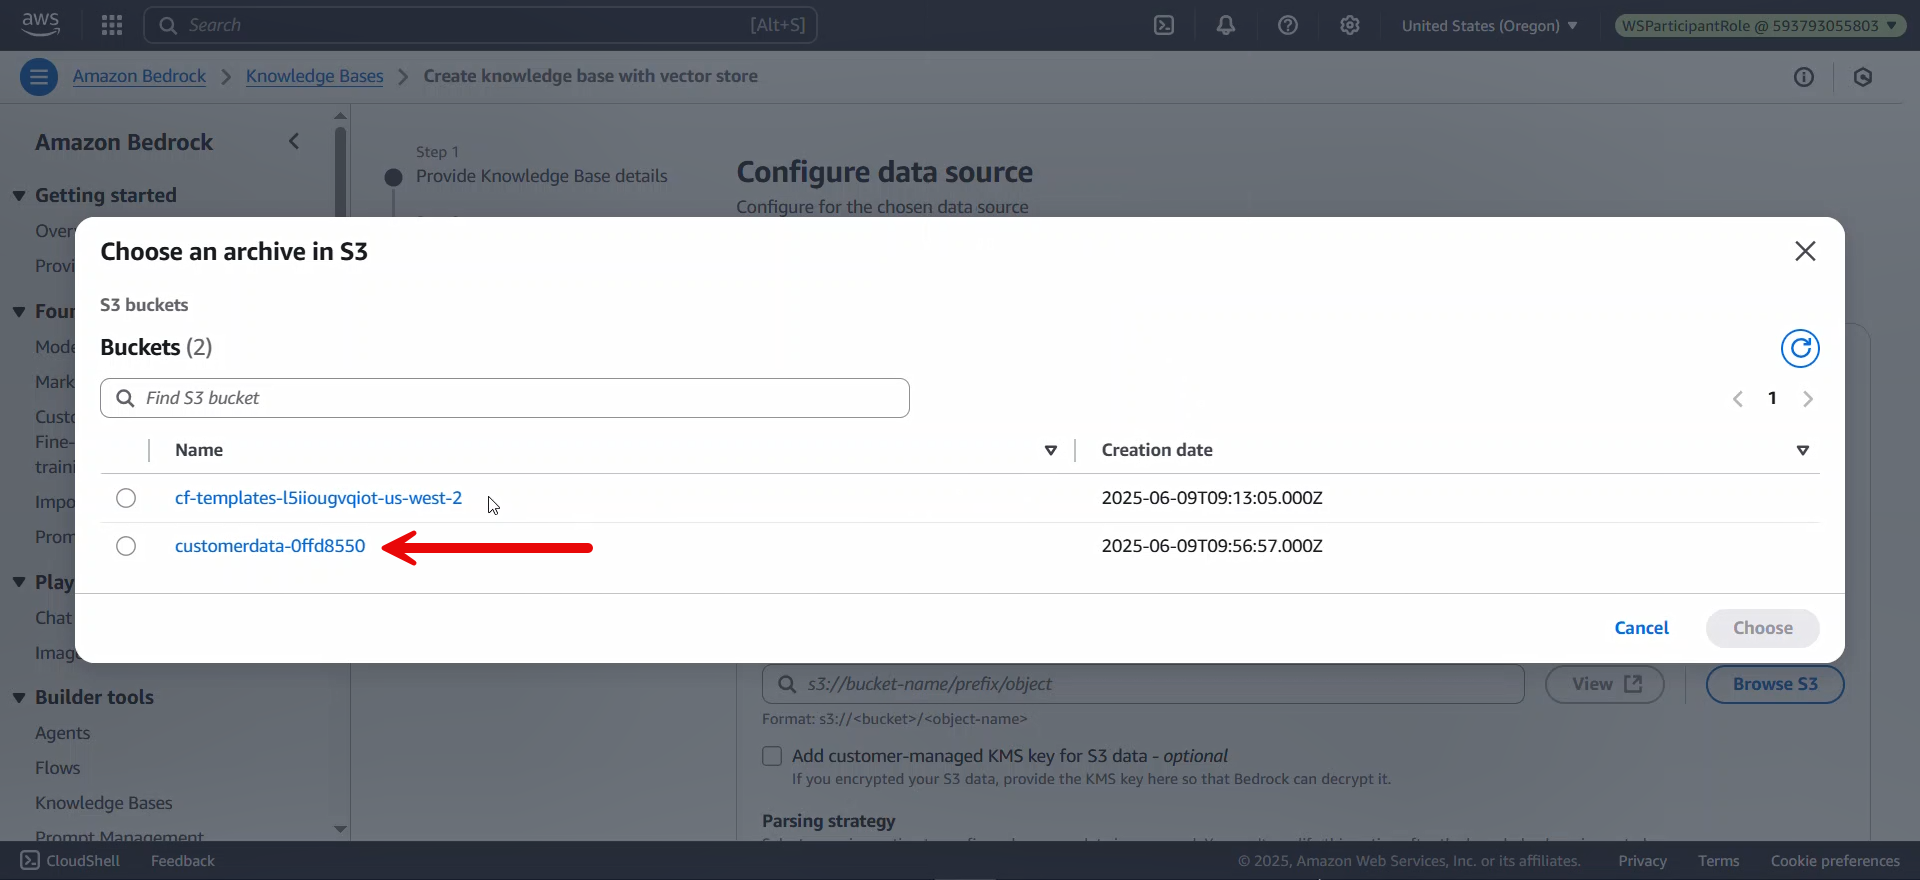 aws
Search
[Alt+S]
United States (Oregon)
WSParticipantRole @ 593793055803
Amazon Bedrock
Knowledge Bases
Create knowledge base with vector store
Amazon Bedrock
Getting started
Over
Provi
Foun
Mode
Mark
Custo
Fine-
traini
Impo
Prom
Play
Chat
Imag
Builder tools
Agents
Flows
Knowledge Bases
Prompt Management
Step 1
Provide Knowledge Base details
Configure data source
Configure for the chosen data source
Choose an archive in S3
S3 buckets
Buckets (2)
Find S3 bucket
1
Name
Creation date
cf-templates-l5iiougvqiot-us-west-2
2025-06-09T09:13:05.000Z
customerdata-0ffd8550
2025-06-09T09:56:57.000Z
Cancel
Choose
s3://bucket-name/prefix/object
View
Browse S3
Format: s3://<bucket>/<object-name>
Add customer-managed KMS key for S3 data - optional
If you encrypted your S3 data, provide the KMS key here so that Bedrock can decrypt it.
Parsing strategy
CloudShell
Feedback
© 2025, Amazon Web Services, Inc. or its affiliates.
Privacy
Terms
Cookie preferences